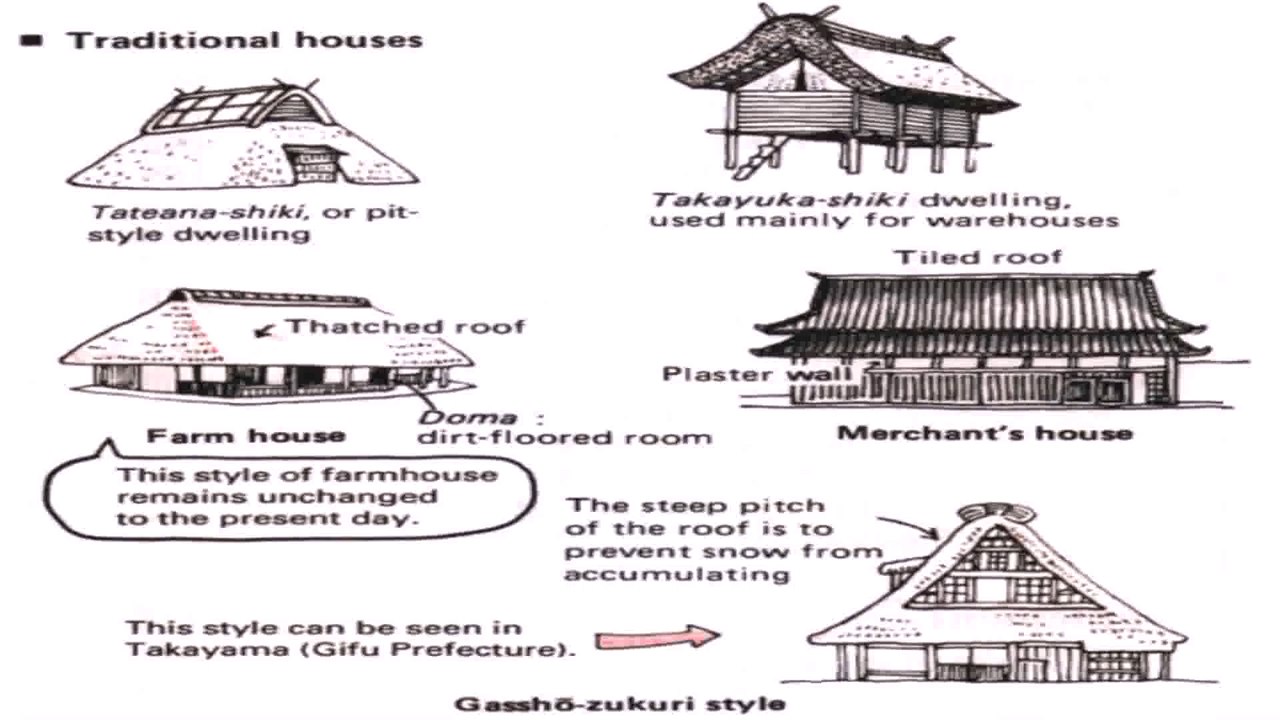 ■ Traditional houses
Tateana-shiki, or pit-
style dwelling
Takayuka-shiki dwelling,
used mainly for warehouses
Thatched roof
Doma :
dirt-floored room
Farm house
This style of farmhouse
remains unchanged
to the present day.
Tiled roof
Plaster wall
Merchant's house
The steep pitch
of the roof is to
prevent snow from
accumulating
This style can be seen in
Takayama (Gifu Prefecture).
Gasshō-zukuri style